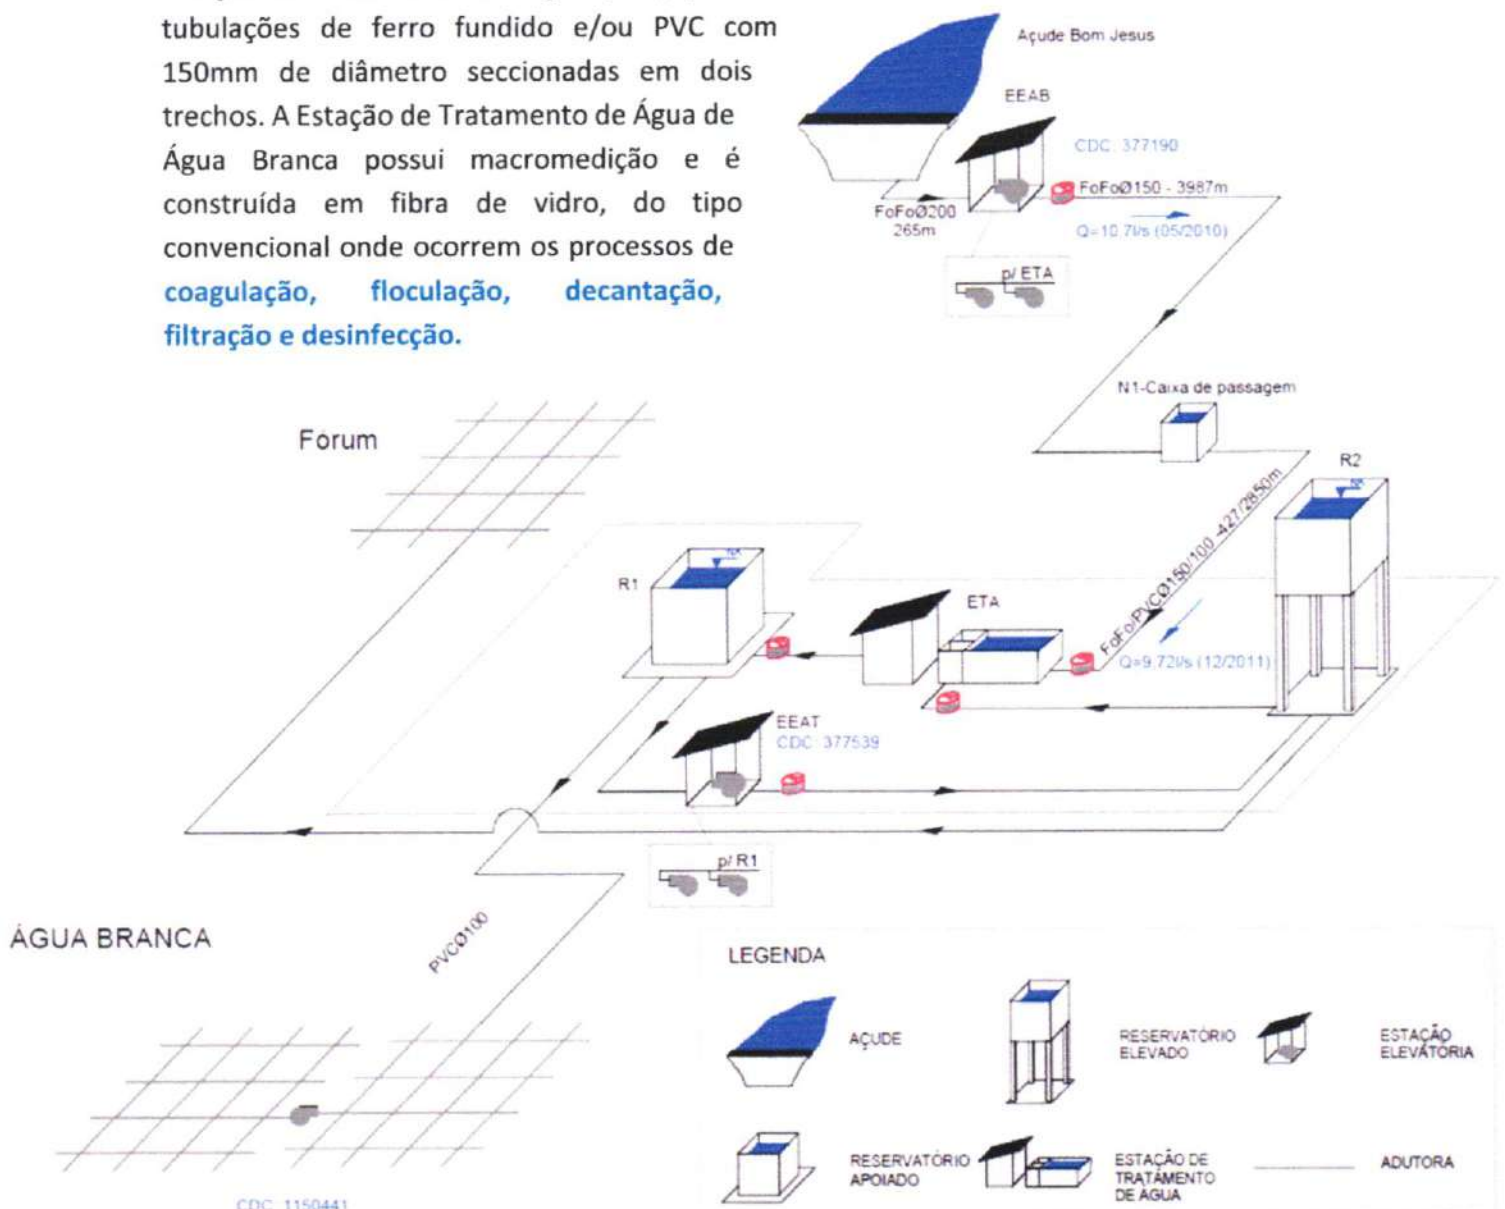 tubulações de ferro fundido e/ou PVC com
150mm de diâmetro seccionadas em dois
trechos. A Estação de Tratamento de Água de
Água Branca possui macromedição e é
construída em fibra de vidro, do tipo
convencional onde ocorrem os processos de
coagulação, floculação, decantação,
filtração e desinfecção.
Açude Bom Jesus
EEAB
CDC: 377190
FoFoØ150 - 3987m
FoFoØ200
265m
Q=10.7l/s (05/2010)
p/ ETA
N1-Caixa de passagem
Fórum
R2
NA
FoFo/PVCØ150/100 -427/2850m
R1
NA
ETA
Q=9.72l/s (12/2011)
EEAT
CDC: 377539
p/ R1
ÁGUA BRANCA
PVCØ100
CDC: 1150441
LEGENDA
AÇUDE
RESERVATÓRIO
ELEVADO
ESTAÇÃO
ELEVATÓRIA
RESERVATÓRIO
APOIADO
ESTAÇÃO DE
TRATAMENTO
DE ÁGUA
ADUTORA